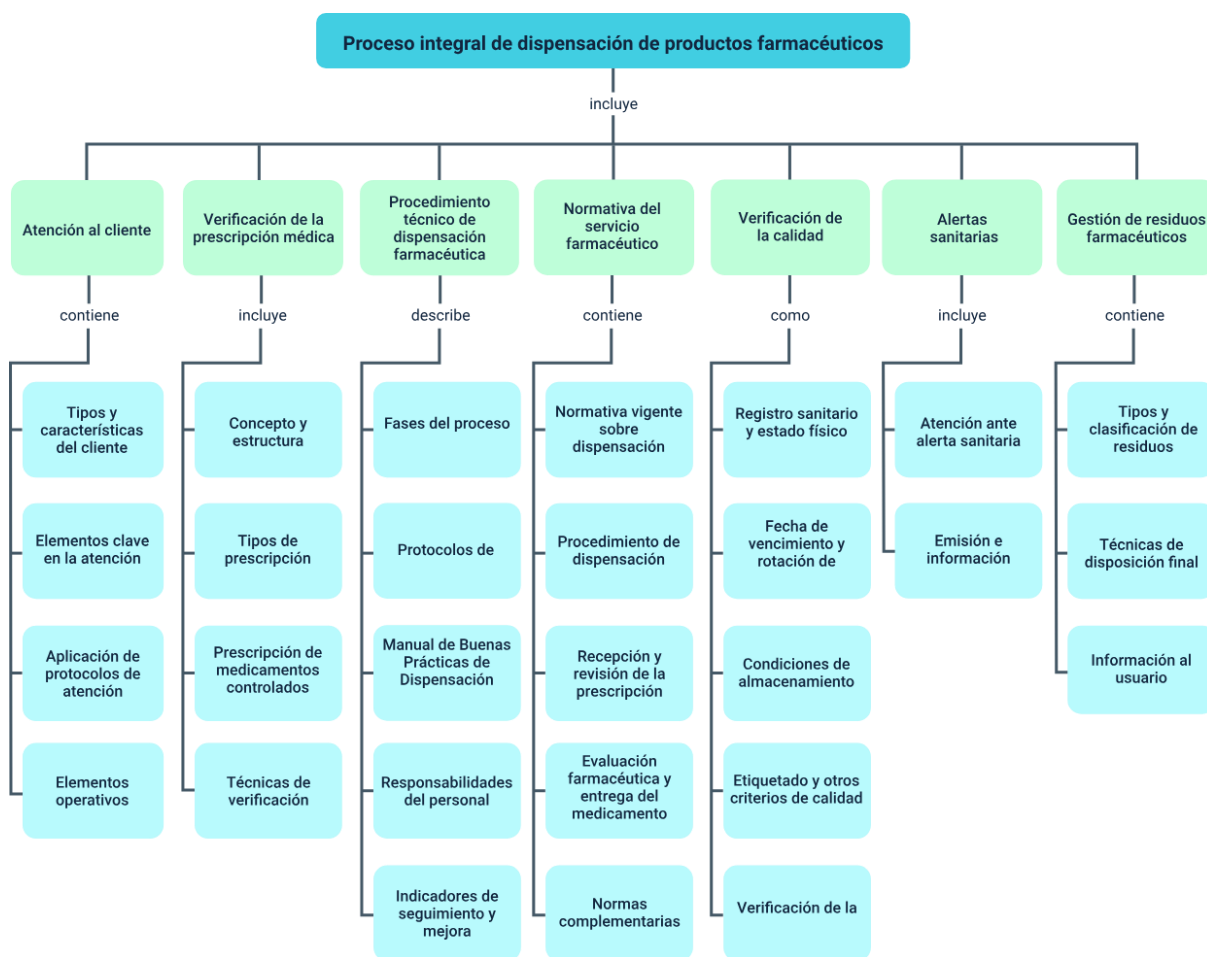 Proceso integral de dispensación de productos farmacéuticos
incluye
Atención al cliente
contiene
Tipos y
características
del cliente
Elementos clave
en la atención
Aplicación de
protocolos de
atención
Elementos
operativos
Verificación de la
prescripción médica
incluye
Concepto y
estructura
Tipos de
prescripción
Prescripción de
medicamentos
controlados
Técnicas de
verificación
Procedimiento
técnico de
dispensación
farmacéutica
describe
Fases del proceso
Protocolos de
Manual de Buenas
Prácticas de
Dispensación
Responsabilidades
del personal
Indicadores de
seguimiento y
mejora
Normativa del
servicio
farmacéutico
contiene
Normativa vigente
sobre
dispensación
Procedimiento de
dispensación
Recepción y
revisión de la
prescripción
Evaluación
farmacéutica y
entrega del
medicamento
Normas
complementarias
Verificación de
la calidad
como
Registro sanitario
y estado físico
Fecha de
vencimiento y
rotación de
Condiciones de
almacenamiento
Etiquetado y otros
criterios de calidad
Verificación de la
Alertas
sanitarias
incluye
Atención ante
alerta sanitaria
Emisión e
información
Gestión de residuos
farmacéuticos
contiene
Tipos y
clasificación de
residuos
Técnicas de
disposición final
Información al
usuario